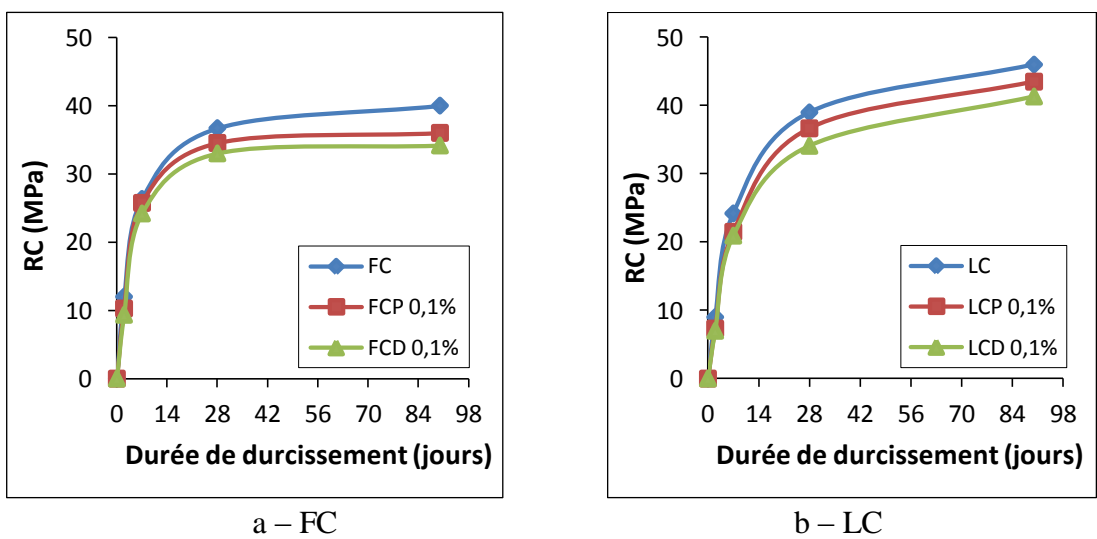 50
40
30
20
10
0
RC (MPa)
FC
FCP 0,1%
FCD 0,1%
0 14 28 42 56 70 84 98
Durée de durcissement (jours)
a – FC
50
40
30
20
10
0
RC (MPa)
LC
LCP 0,1%
LCD 0,1%
0 14 28 42 56 70 84 98
Durée de durcissement (jours)
b – LC